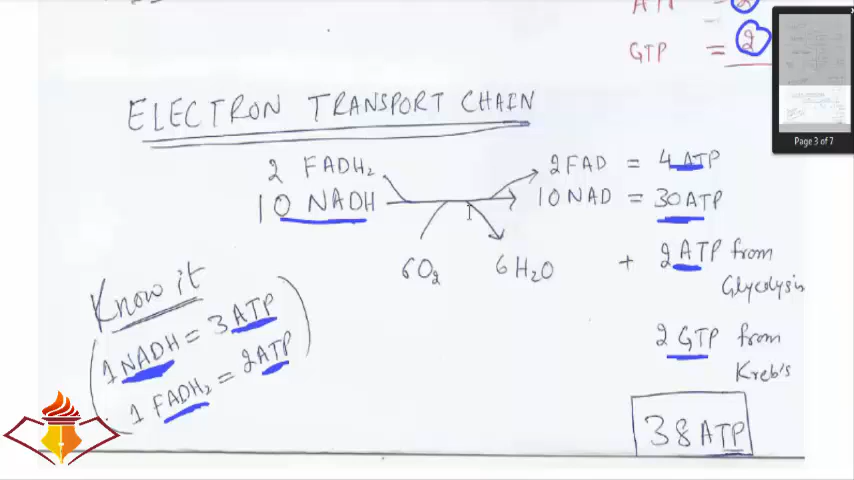 ATP = 2
GTP = 2
ELECTRON TRANSPORT CHAIN
2 FADH₂
2 FAD = 4 ATP
10 NADH
10 NAD = 30 ATP
6O₂
6H₂O
+ 2 ATP from
Glycolysis
2 GTP from
Kreb's
38 ATP
Know it
1 NADH = 3 ATP
1 FADH₂ = 2 ATP
Page 3 of 7